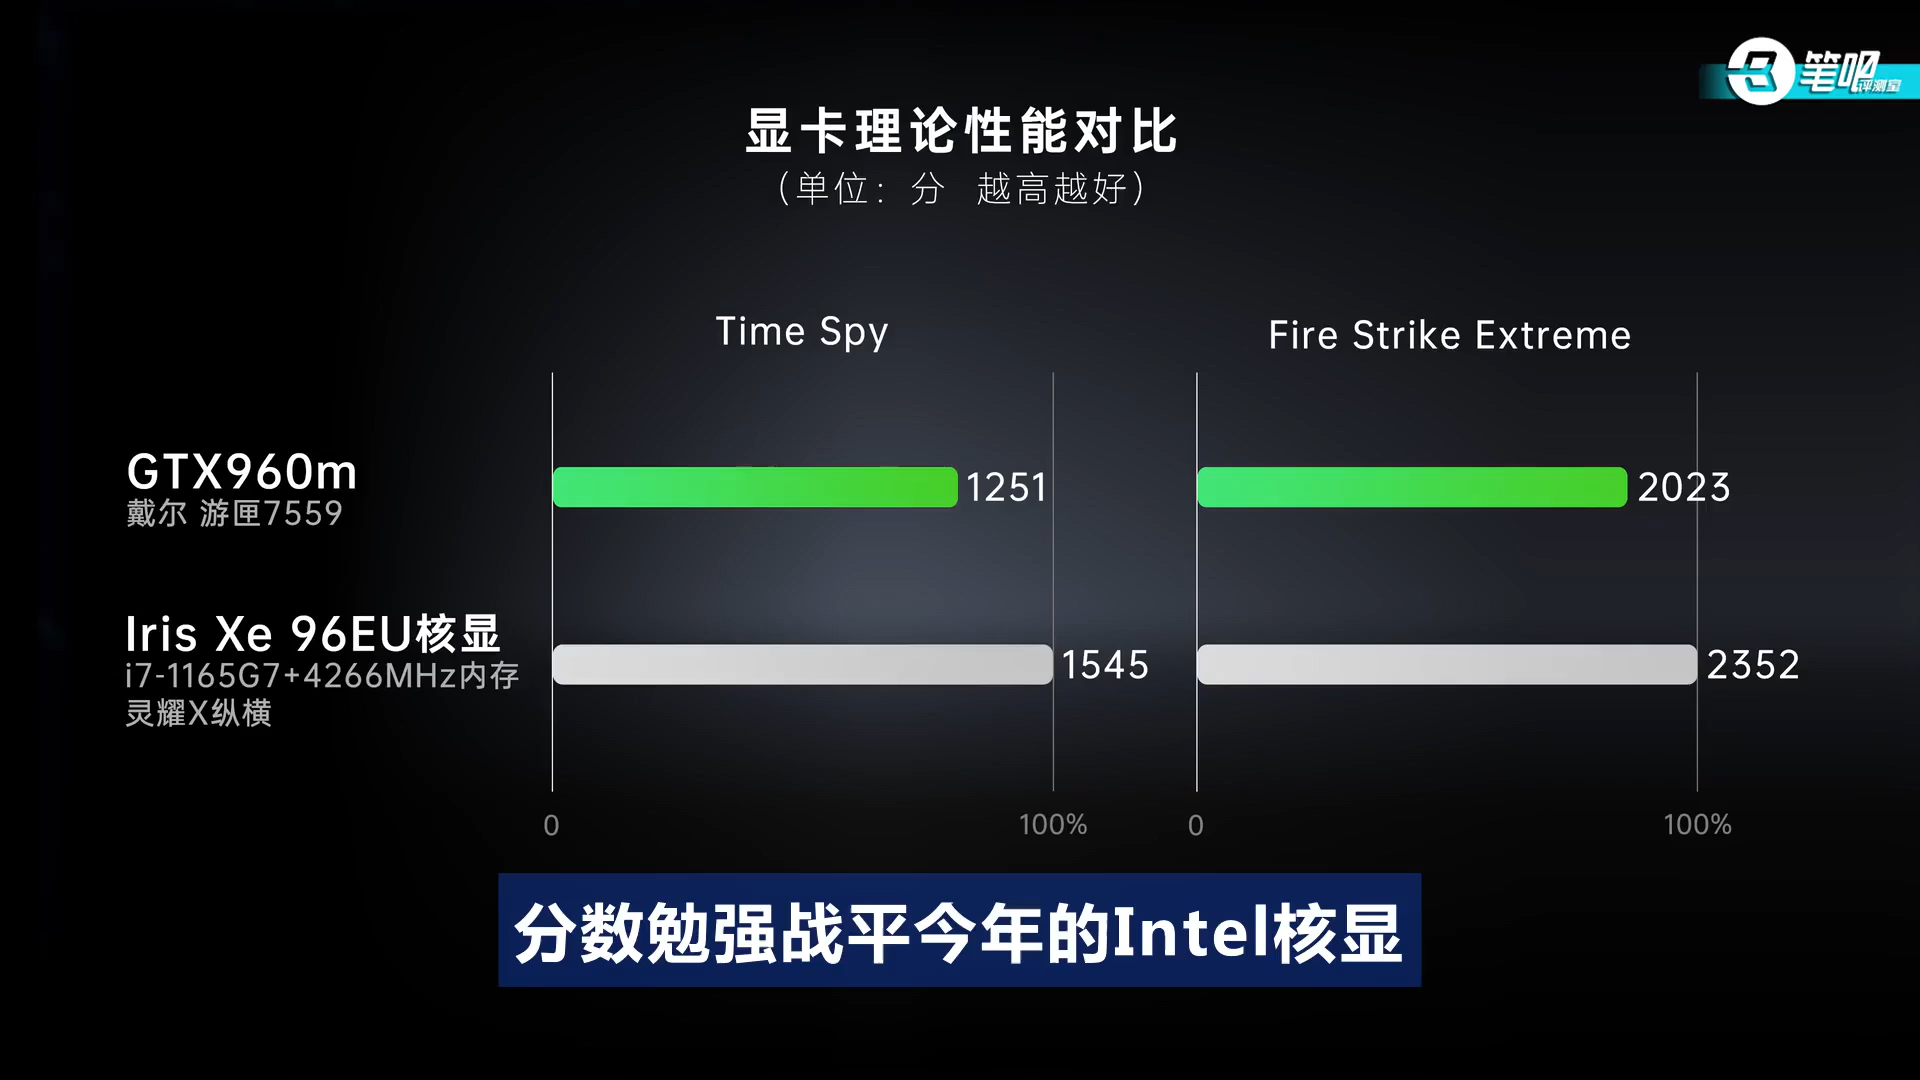 笔吧评测室
显卡理论性能对比
（单位：分 越高越好）
Time Spy
Fire Strike Extreme
GTX960m
戴尔 游匣7559
1251
2023
Iris Xe 96EU核显
i7-1165G7+4266MHz内存
灵耀X纵横
1545
2352
0
100%
0
100%
分数勉强战平今年的Intel核显